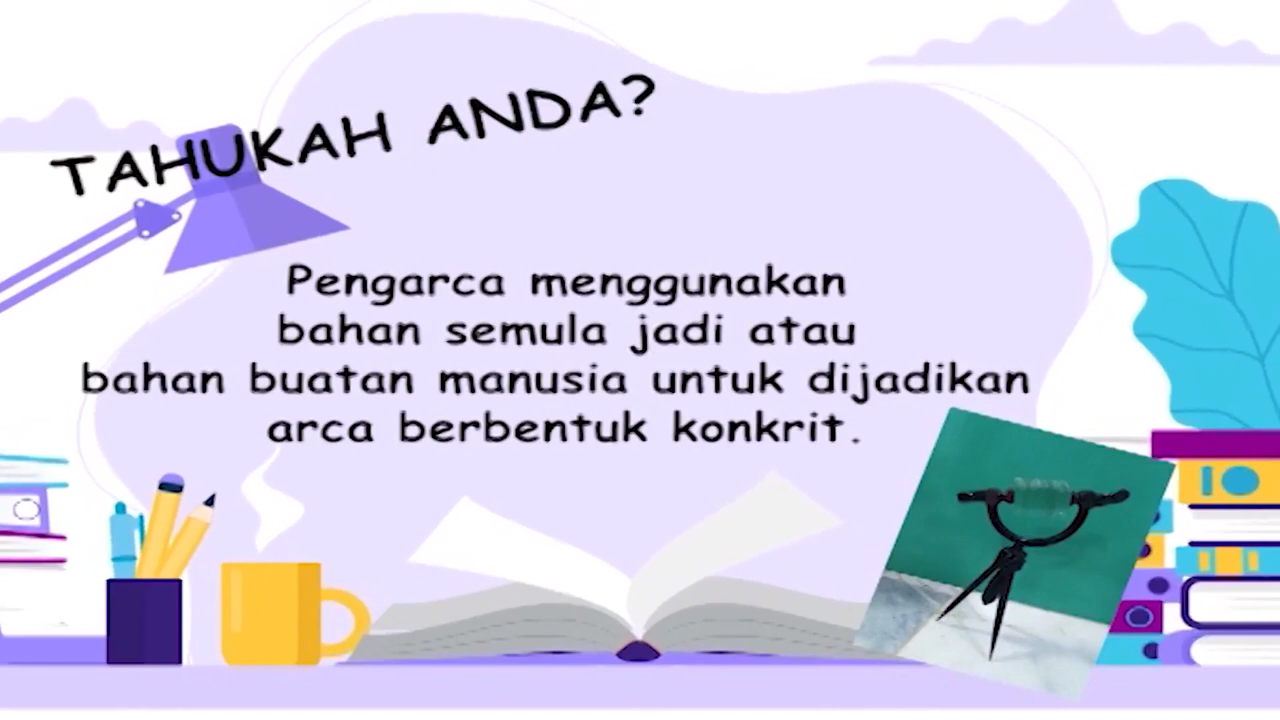 TAHUKAH ANDA?
Pengarca menggunakan
bahan semula jadi atau
bahan buatan manusia untuk dijadikan
arca berbentuk konkrit.